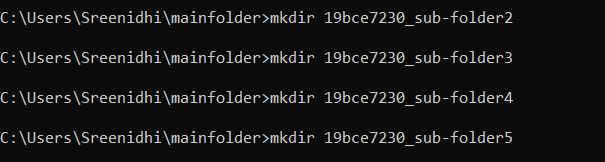 C:\Users\Sreenidhi\mainfolder>mkdir 19bce7230_sub-folder2
C:\Users\Sreenidhi\mainfolder>mkdir 19bce7230_sub-folder3
C:\Users\Sreenidhi\mainfolder>mkdir 19bce7230_sub-folder4
C:\Users\Sreenidhi\mainfolder>mkdir 19bce7230_sub-folder5